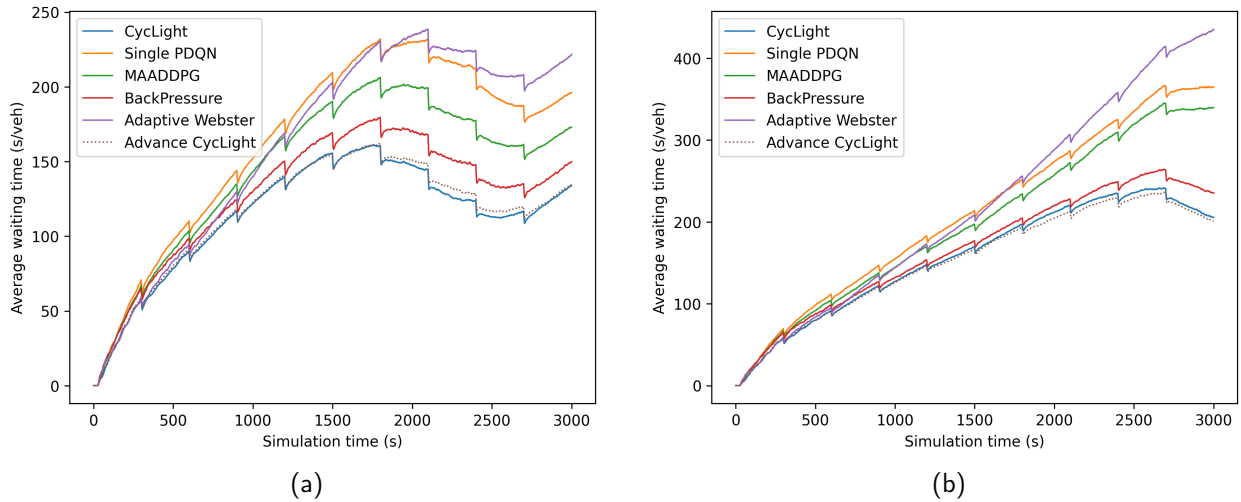 250
200
150
100
50
0
Average waiting time (s/veh)
CycLight
Single PDQN
MAADDPG
BackPressure
Adaptive Webster
Advance CycLight
0 500 1000 1500 2000 2500 3000
Simulation time (s)
(a)
400
300
200
100
0
Average waiting time (s/veh)
CycLight
Single PDQN
MAADDPG
BackPressure
Adaptive Webster
Advance CycLight
0 500 1000 1500 2000 2500 3000
Simulation time (s)
(b)